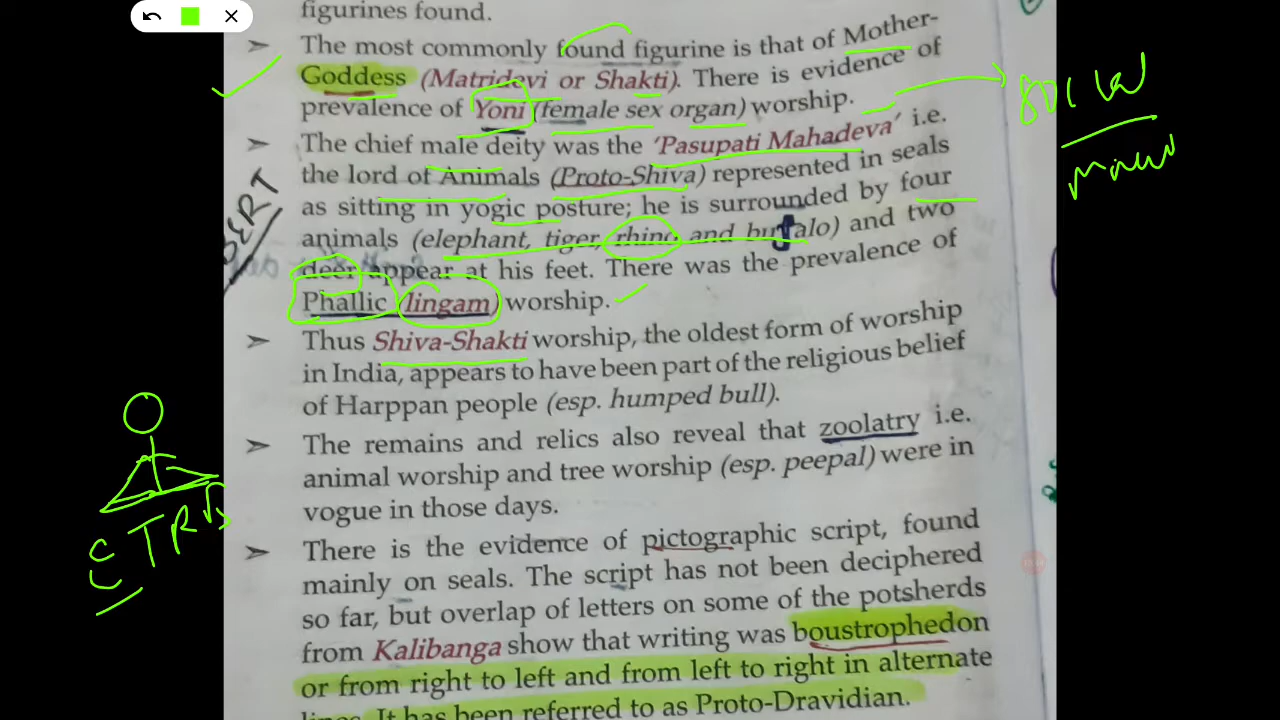 figurines found.
➢ The most commonly found figurine is that of Mother-
Goddess (Matridevi or Shakti). There is evidence of
prevalence of Yoni (female sex organ) worship.
➢ The chief male deity was the 'Pasupati Mahadeva' i.e.
the lord of Animals (Proto-Shiva) represented in seals
as sitting in yogic posture; he is surrounded by four
animals (elephant, tiger, rhino and buffalo) and two
deer appear at his feet. There was the prevalence of
Phallic (lingam) worship.
➢ Thus Shiva-Shakti worship, the oldest form of worship
in India, appears to have been part of the religious belief
of Harppan people (esp. humped bull).
➢ The remains and relics also reveal that zoolatry i.e.
animal worship and tree worship (esp. peepal) were in
vogue in those days.
➢ There is the evidence of pictographic script, found
mainly on seals. The script has not been deciphered
so far, but overlap of letters on some of the potsherds
from Kalibanga show that writing was boustrophedon
or from right to left and from left to right in alternate
lines. It has been referred to as Proto-Dravidian.